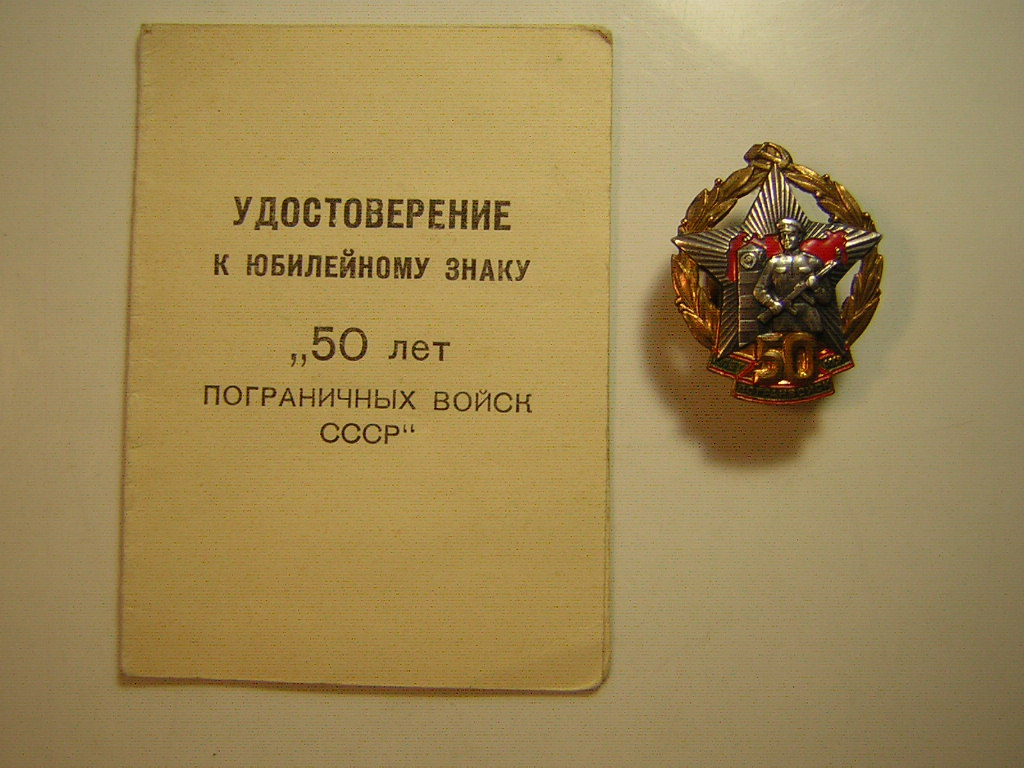 УДОСТОВЕРЕНИЕ
К ЮБИЛЕЙНОМУ ЗНАКУ
„50 лет
ПОГРАНИЧНЫХ ВОЙСК
СССР“
50